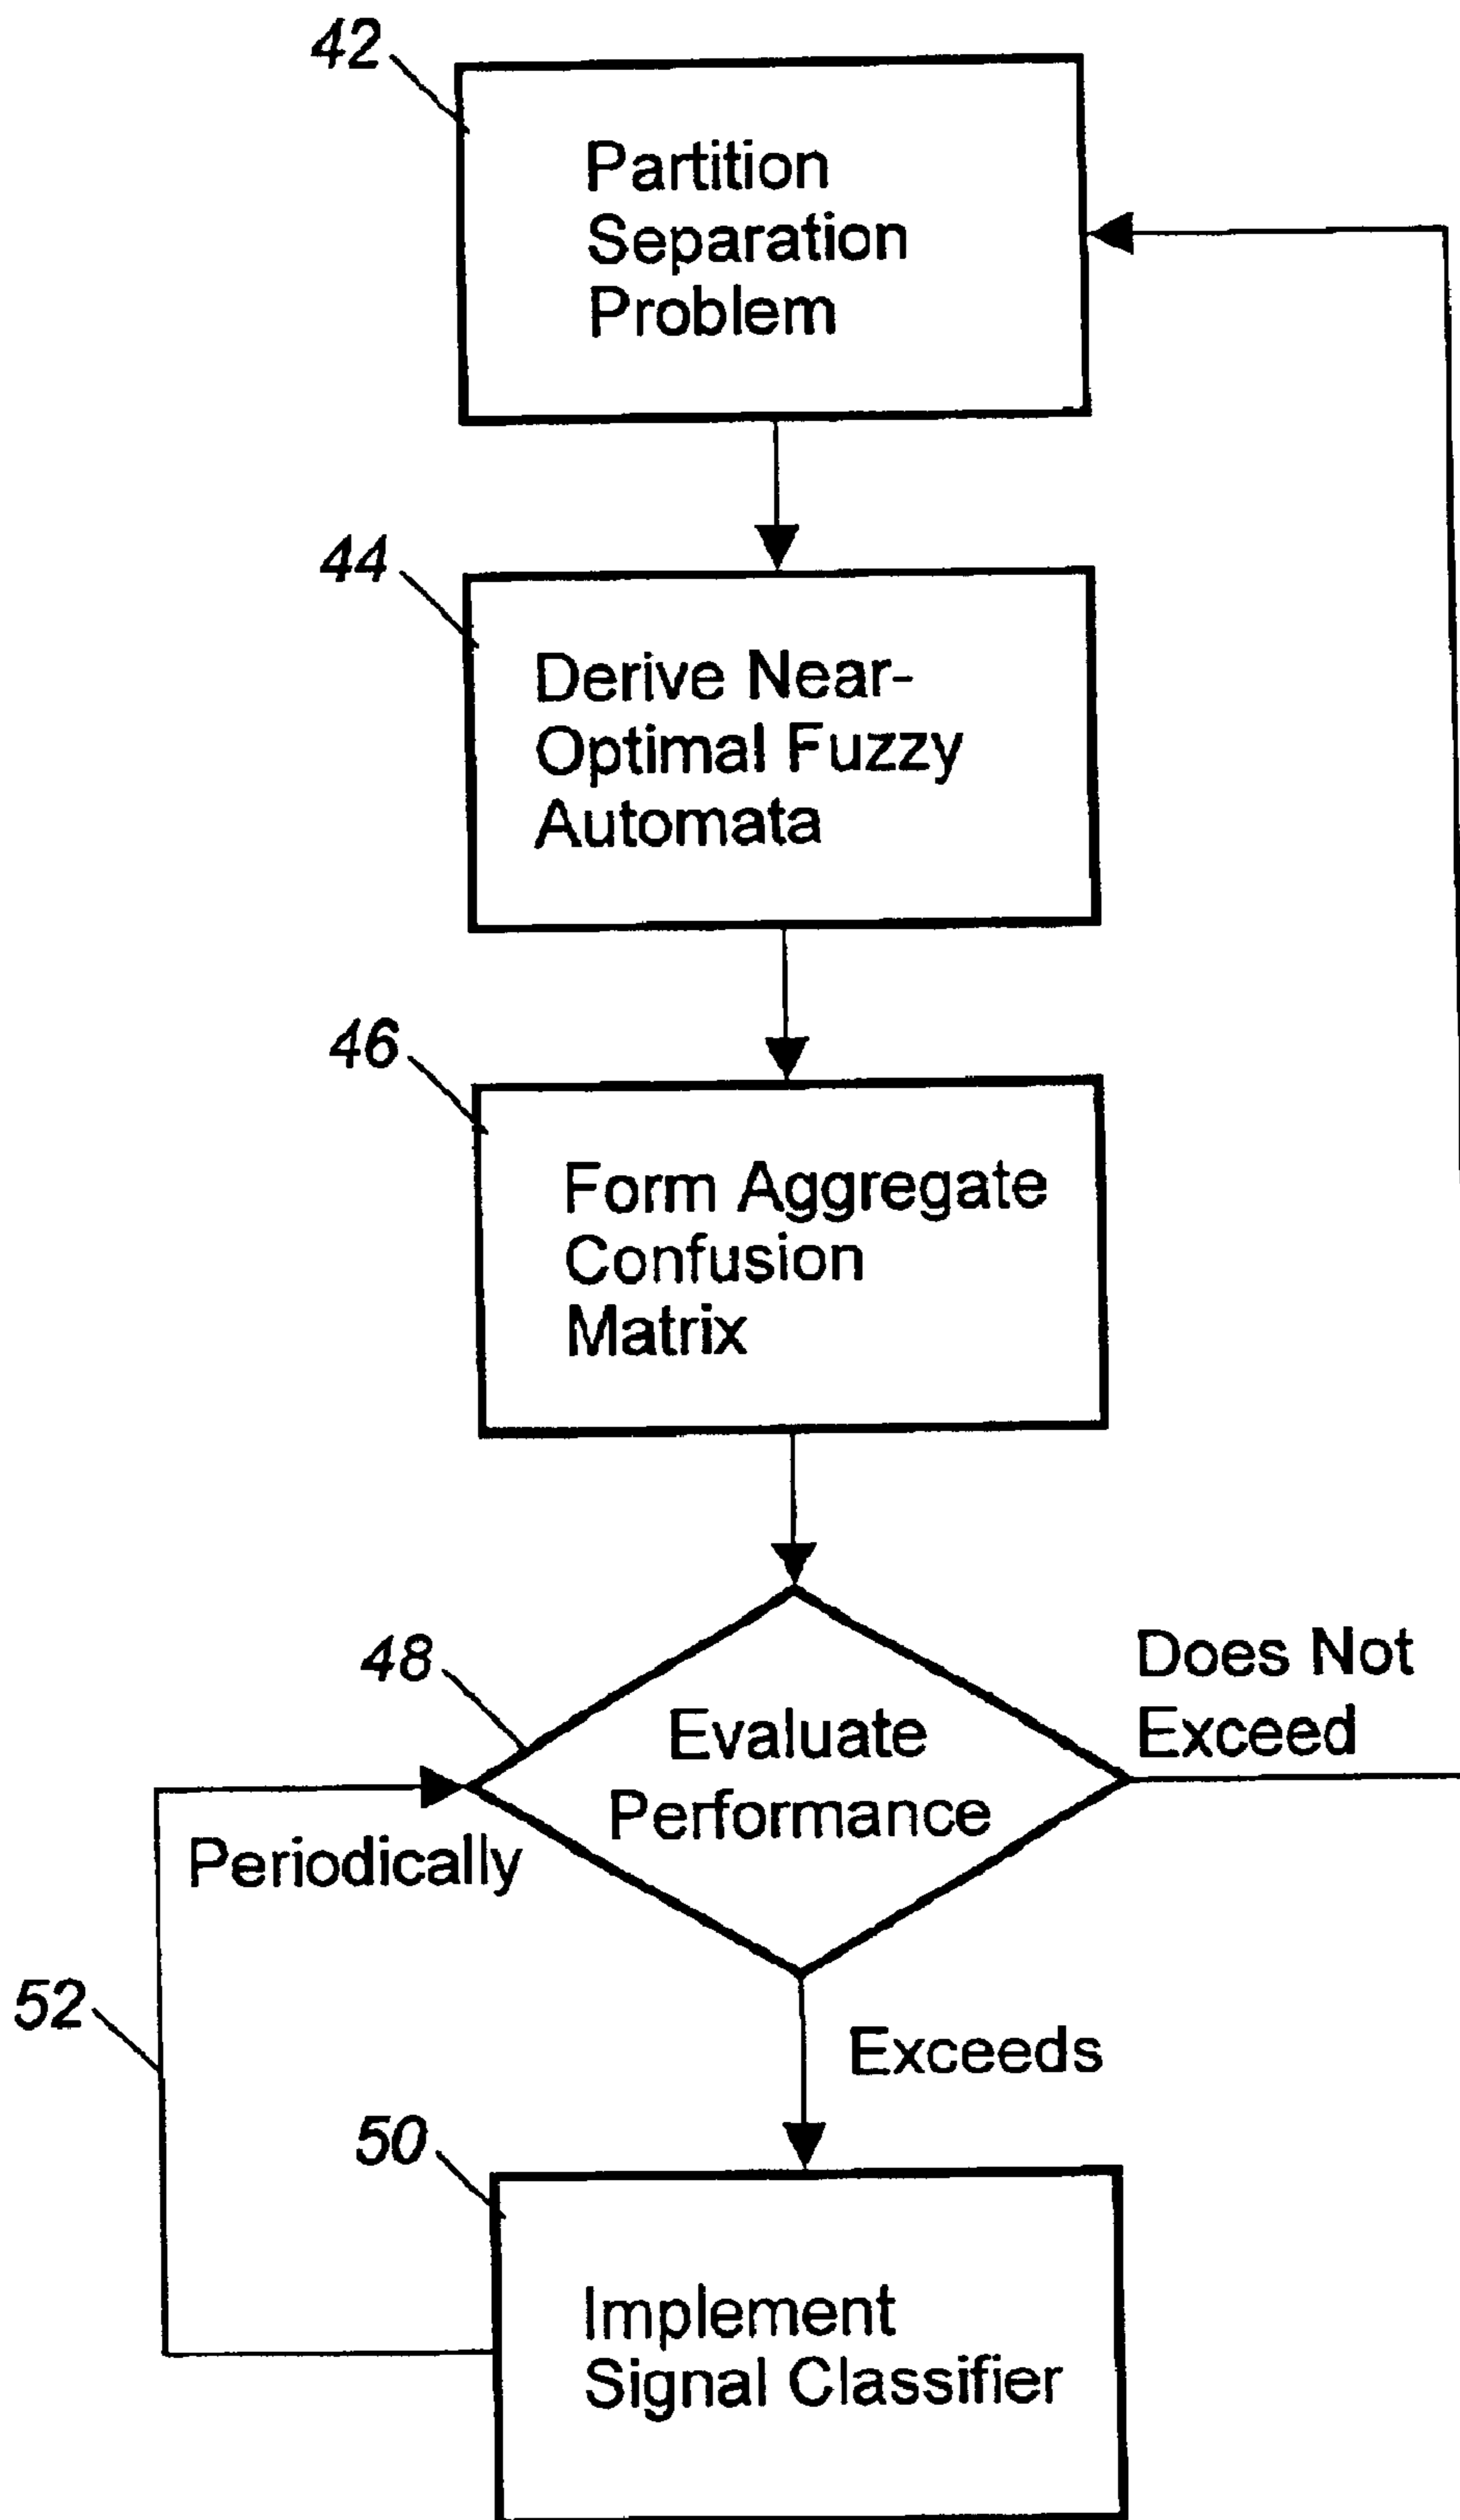 42
Partition
Separation
Problem
44
Derive Near-
Optimal Fuzzy
Automata
46
Form Aggregate
Confusion
Matrix
48
Evaluate
Performance
Does Not
Exceed
Periodically
52
Exceeds
50
Implement
Signal Classifier